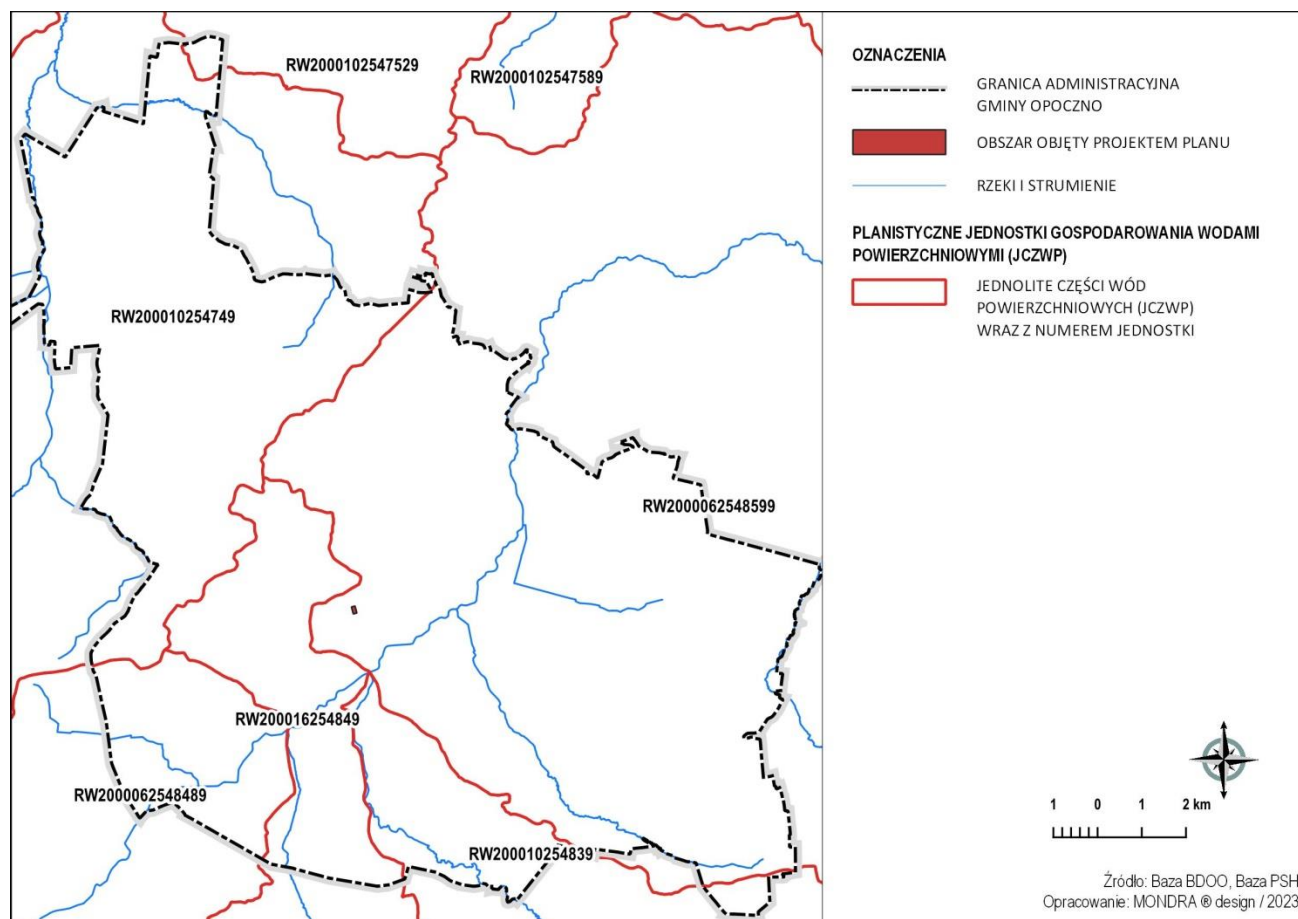 RW2000102547529
RW2000102547589
RW200010254749
RW2000062548599
RW200016254849
RW2000062548489
RW200010254839
OZNACZENIA
GRANICA ADMINISTRACYJNA
GMINY OPOCZNO
OBSZAR OBJĘTY PROJEKTEM PLANU
RZEKI I STRUMIENIE
PLANISTYCZNE JEDNOSTKI GOSPODAROWANIA WODAMI
POWIERZCHNIOWYMI (JCZWP)
JEDNOLITE CZĘŚCI WÓD
POWIERZCHNIOWYCH (JCZWP)
WRAZ Z NUMEREM JEDNOSTKI
1 0 1 2 km
Źródło: Baza BDOO, Baza PSH
Opracowanie: MONDRA ® design / 2023